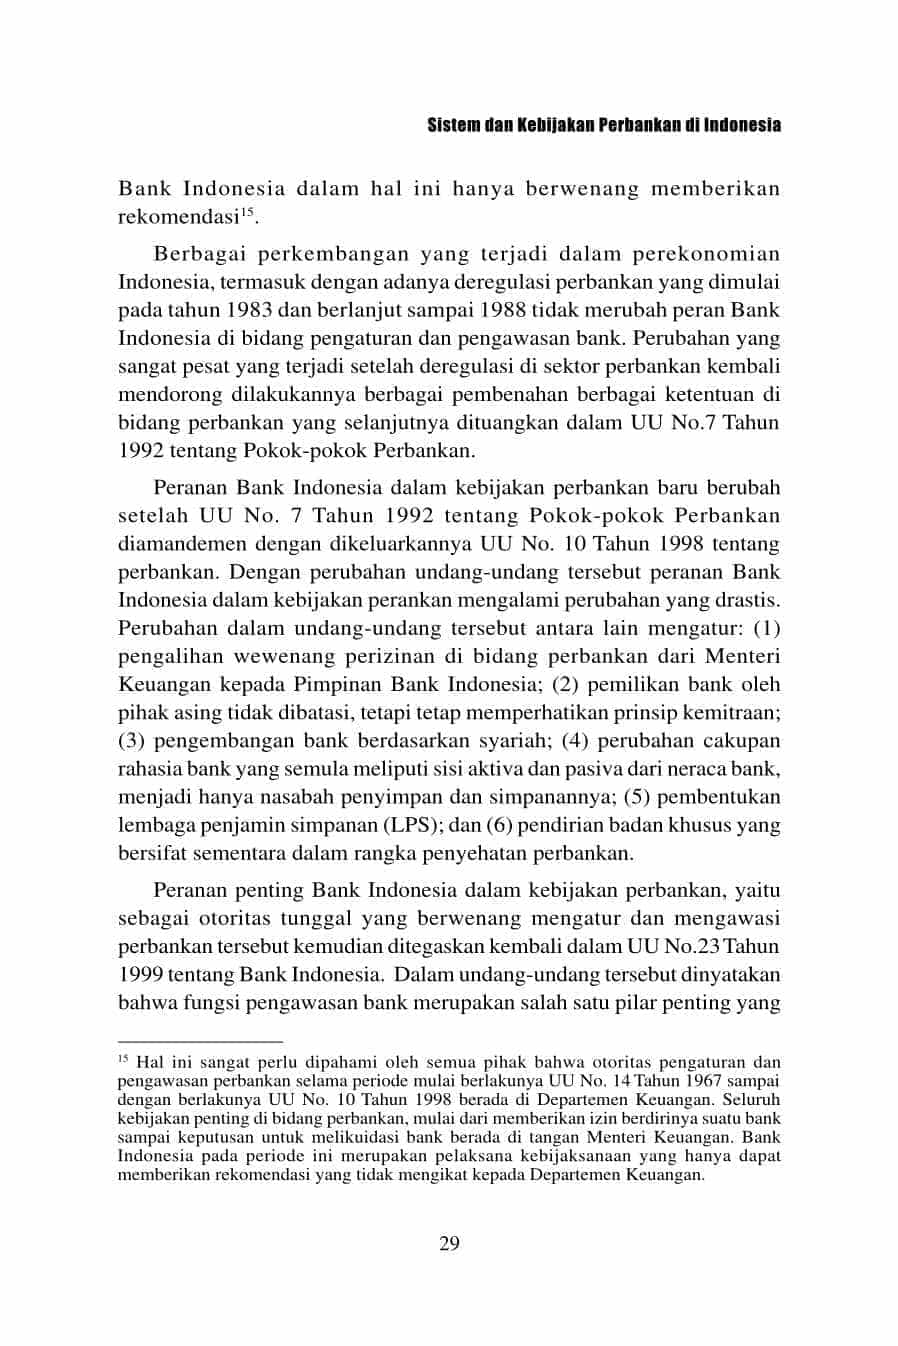 Sistem dan Kebijakan Perbankan di Indonesia
Bank Indonesia dalam hal ini hanya berwenang memberikan
rekomendasi15.
Berbagai perkembangan yang terjadi dalam perekonomian
Indonesia, termasuk dengan adanya deregulasi perbankan yang dimulai
pada tahun 1983 dan berlanjut sampai 1988 tidak merubah peran Bank
Indonesia di bidang pengaturan dan pengawasan bank. Perubahan yang
sangat pesat yang terjadi setelah deregulasi di sektor perbankan kembali
mendorong dilakukannya berbagai pembenahan berbagai ketentuan di
bidang perbankan yang selanjutnya dituangkan dalam UU No.7 Tahun
1992 tentang Pokok-pokok Perbankan.
Peranan Bank Indonesia dalam kebijakan perbankan baru berubah
setelah UU No. 7 Tahun 1992 tentang Pokok-pokok Perbankan
diamandemen dengan dikeluarkannya UU No. 10 Tahun 1998 tentang
perbankan. Dengan perubahan undang-undang tersebut peranan Bank
Indonesia dalam kebijakan perankan mengalami perubahan yang drastis.
Perubahan dalam undang-undang tersebut antara lain mengatur: (1)
pengalihan wewenang perizinan di bidang perbankan dari Menteri
Keuangan kepada Pimpinan Bank Indonesia; (2) pemilikan bank oleh
pihak asing tidak dibatasi, tetapi tetap memperhatikan prinsip kemitraan;
(3) pengembangan bank berdasarkan syariah; (4) perubahan cakupan
rahasia bank yang semula meliputi sisi aktiva dan pasiva dari neraca bank,
menjadi hanya nasabah penyimpan dan simpanannya; (5) pembentukan
lembaga penjamin simpanan (LPS); dan (6) pendirian badan khusus yang
bersifat sementara dalam rangka penyehatan perbankan.
Peranan penting Bank Indonesia dalam kebijakan perbankan, yaitu
sebagai otoritas tunggal yang berwenang mengatur dan mengawasi
perbankan tersebut kemudian ditegaskan kembali dalam UU No.23 Tahun
1999 tentang Bank Indonesia. Dalam undang-undang tersebut dinyatakan
bahwa fungsi pengawasan bank merupakan salah satu pilar penting yang
15 Hal ini sangat perlu dipahami oleh semua pihak bahwa otoritas pengaturan dan
pengawasan perbankan selama periode mulai berlakunya UU No. 14 Tahun 1967 sampai
dengan berlakunya UU No. 10 Tahun 1998 berada di Departemen Keuangan. Seluruh
kebijakan penting di bidang perbankan, mulai dari memberikan izin berdirinya suatu bank
sampai keputusan untuk melikuidasi bank berada di tangan Menteri Keuangan. Bank
Indonesia pada periode ini merupakan pelaksana kebijaksanaan yang hanya dapat
memberikan rekomendasi yang tidak mengikat kepada Departemen Keuangan.
29